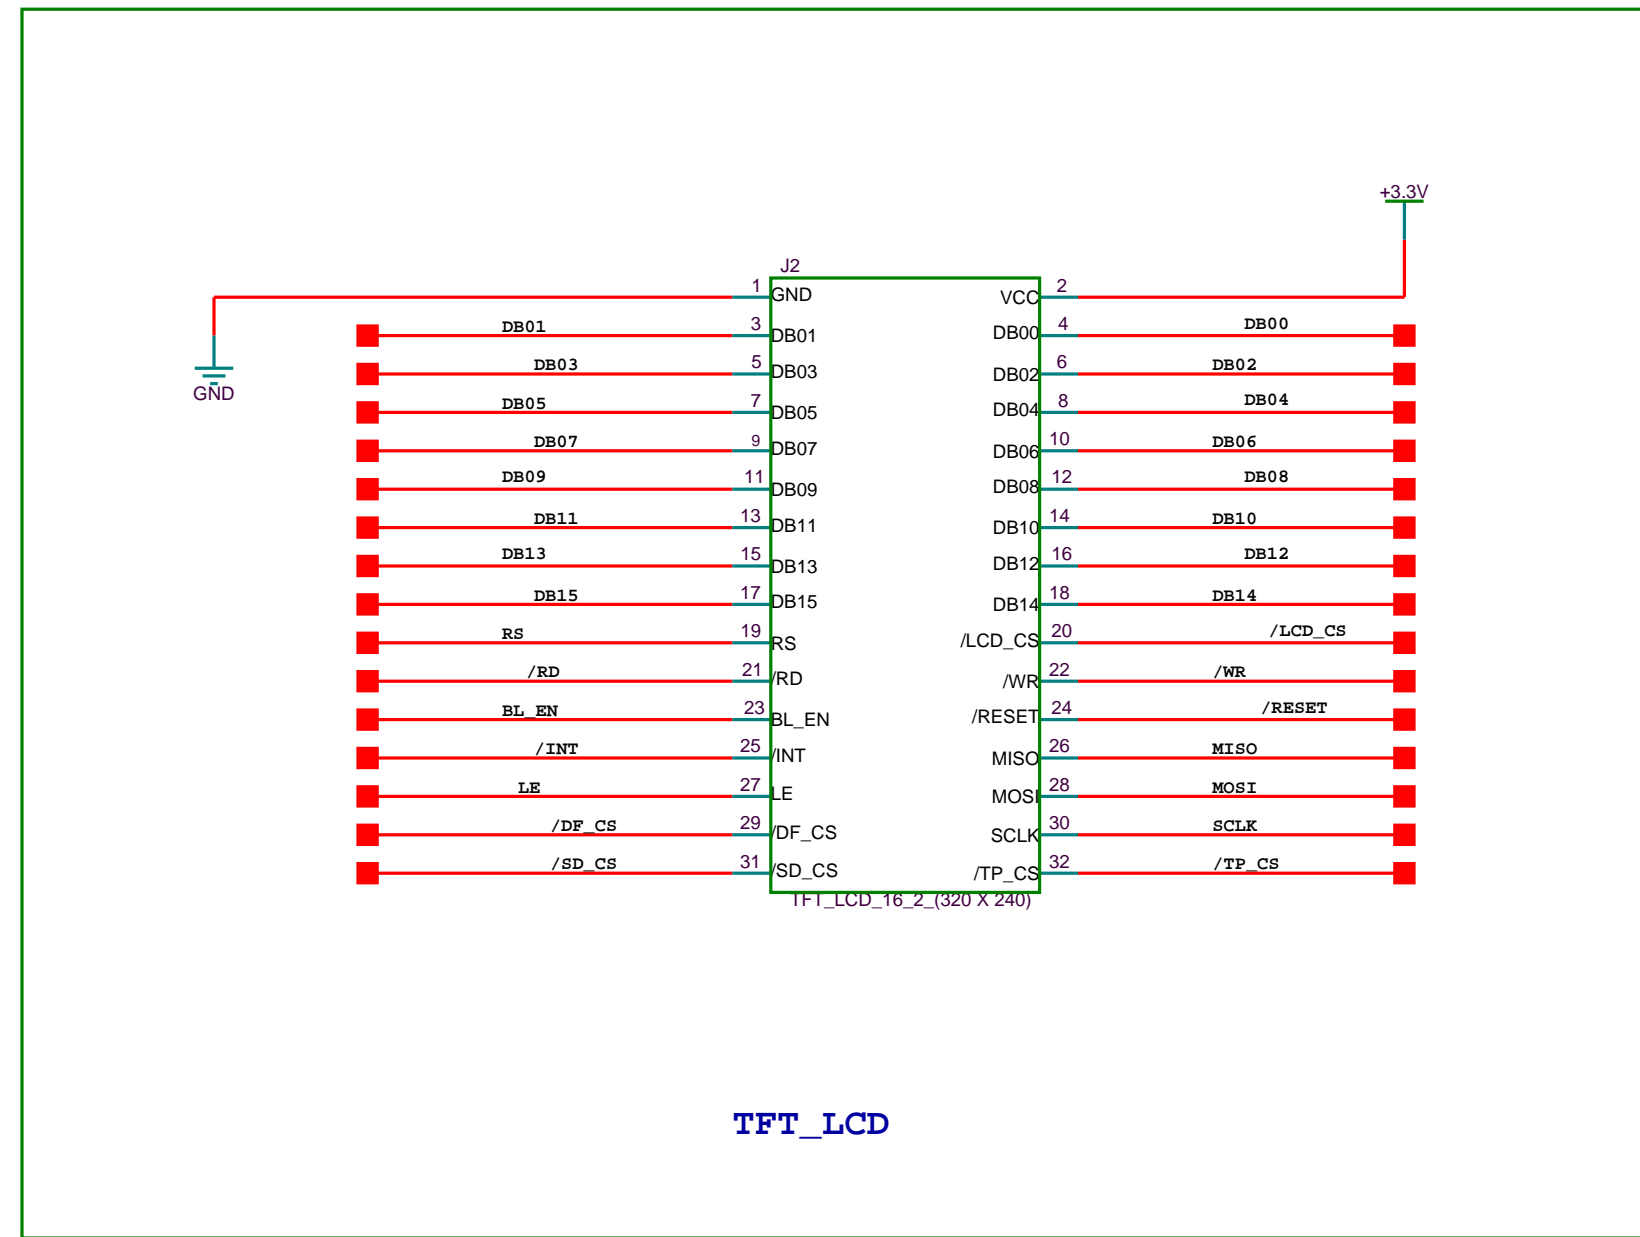 +3.3V
J2
1 GND VCC 2
DB01 3 DB01 DB00 4 DB00
DB03 5 DB03 DB02 6 DB02
GND
DB05 7 DB05 DB04 8 DB04
DB07 9 DB07 DB06 10 DB06
DB09 11 DB09 DB08 12 DB08
DB11 13 DB11 DB10 14 DB10
DB13 15 DB13 DB12 16 DB12
DB15 17 DB15 DB14 18 DB14
RS 19 RS /LCD_CS 20 /LCD_CS
/RD 21 /RD /WR 22 /WR
BL_EN 23 BL_EN /RESET 24 /RESET
/INT 25 /INT MISO 26 MISO
LE 27 LE MOSI 28 MOSI
/DF_CS 29 /DF_CS SCLK 30 SCLK
/SD_CS 31 /SD_CS /TP_CS 32 /TP_CS
TFT_LCD_16_2_(320 X 240)
TFT_LCD